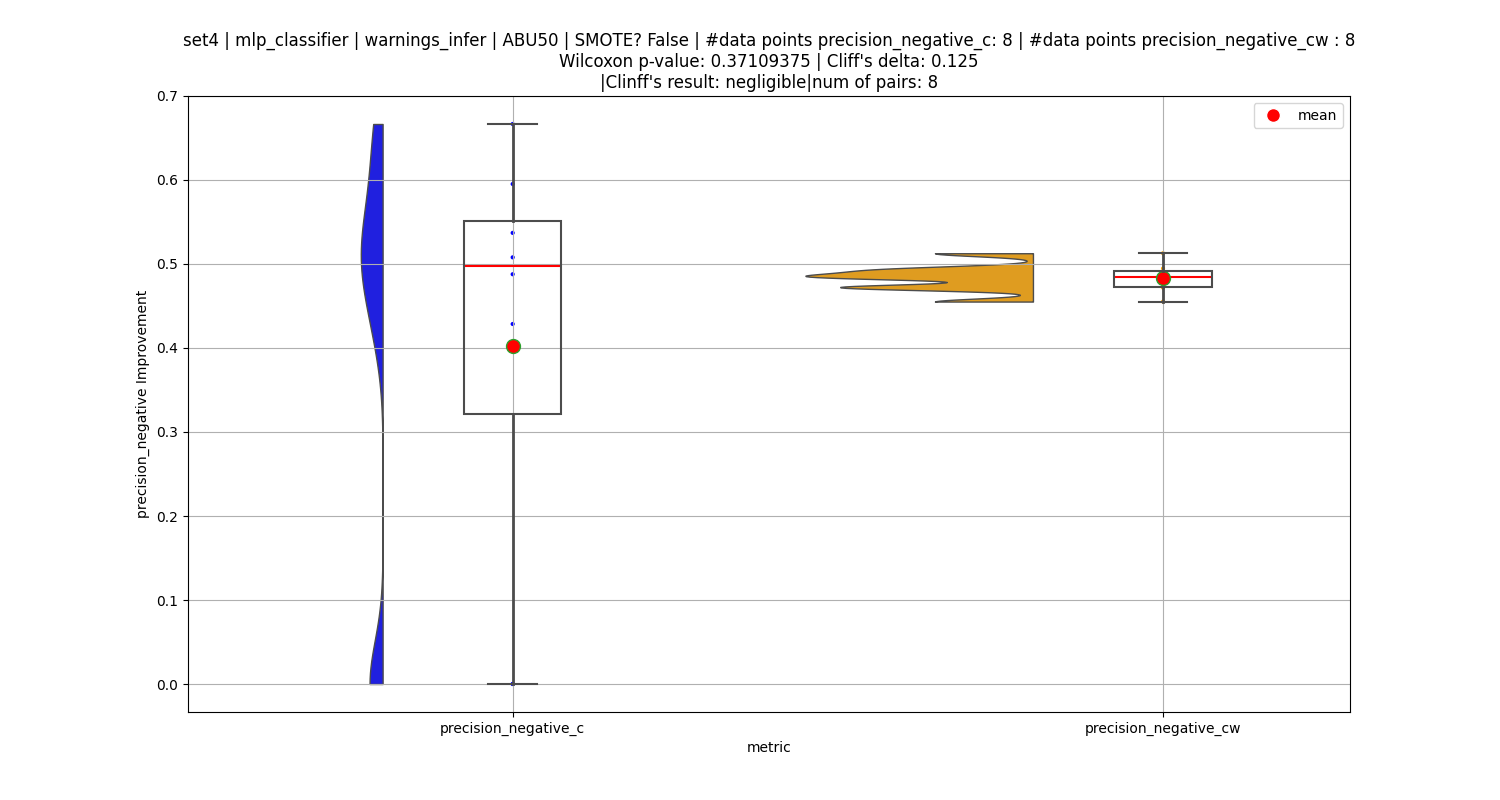 set4 | mlp_classifier | warnings_infer | ABU50 | SMOTE? False | #data points precision_negative_c: 8 | #data points precision_negative_cw : 8
Wilcoxon p-value: 0.37109375 | Cliff's delta: 0.125
|Clinff's result: negligible|num of pairs: 8
mean
0.7
0.6
0.5
0.4
0.3
0.2
0.1
0.0
precision_negative Improvement
precision_negative_c
precision_negative_cw
metric